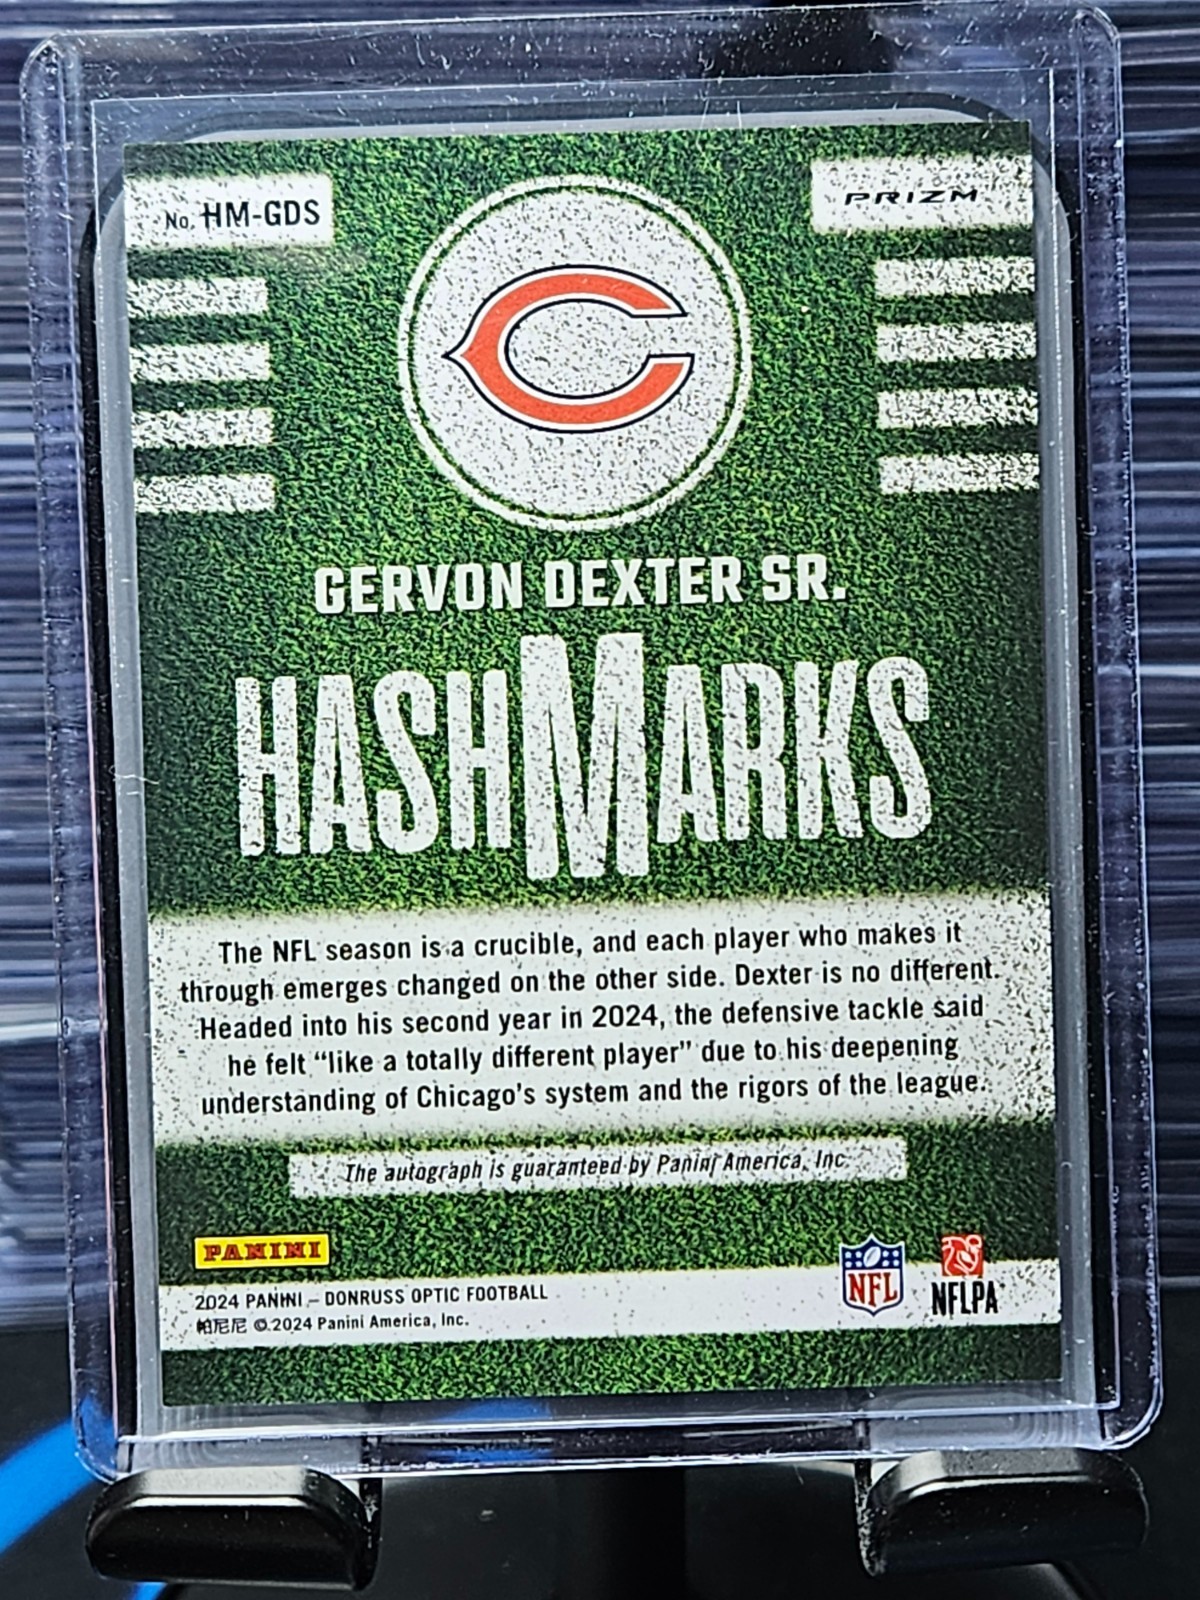 No. HM-GDS
PRIZM
GERVON DEXTER SR.
HASHMARKS
The NFL season is a crucible, and each player who makes it
through emerges changed on the other side. Dexter is no different.
Headed into his second year in 2024, the defensive tackle said
he felt “like a totally different player” due to his deepening
understanding of Chicago's system and the rigors of the league.
The autograph is guaranteed by Panini America, Inc.
PANINI
2024 PANINI – DONRUSS OPTIC FOOTBALL
帕尼尼 © 2024 Panini America, Inc.
NFL
NFLPA